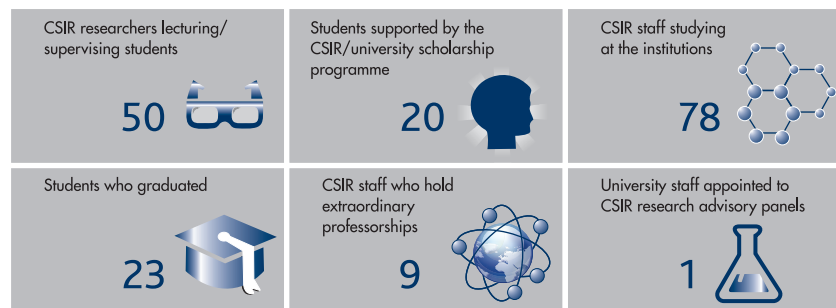 CSIR researchers lecturing/
supervising students
50
Students supported by the
CSIR/university scholarship
programme
20
CSIR staff studying
at the institutions
78
Students who graduated
23
CSIR staff who hold
extraordinary
professorships
9
University staff appointed to
CSIR research advisory panels
1